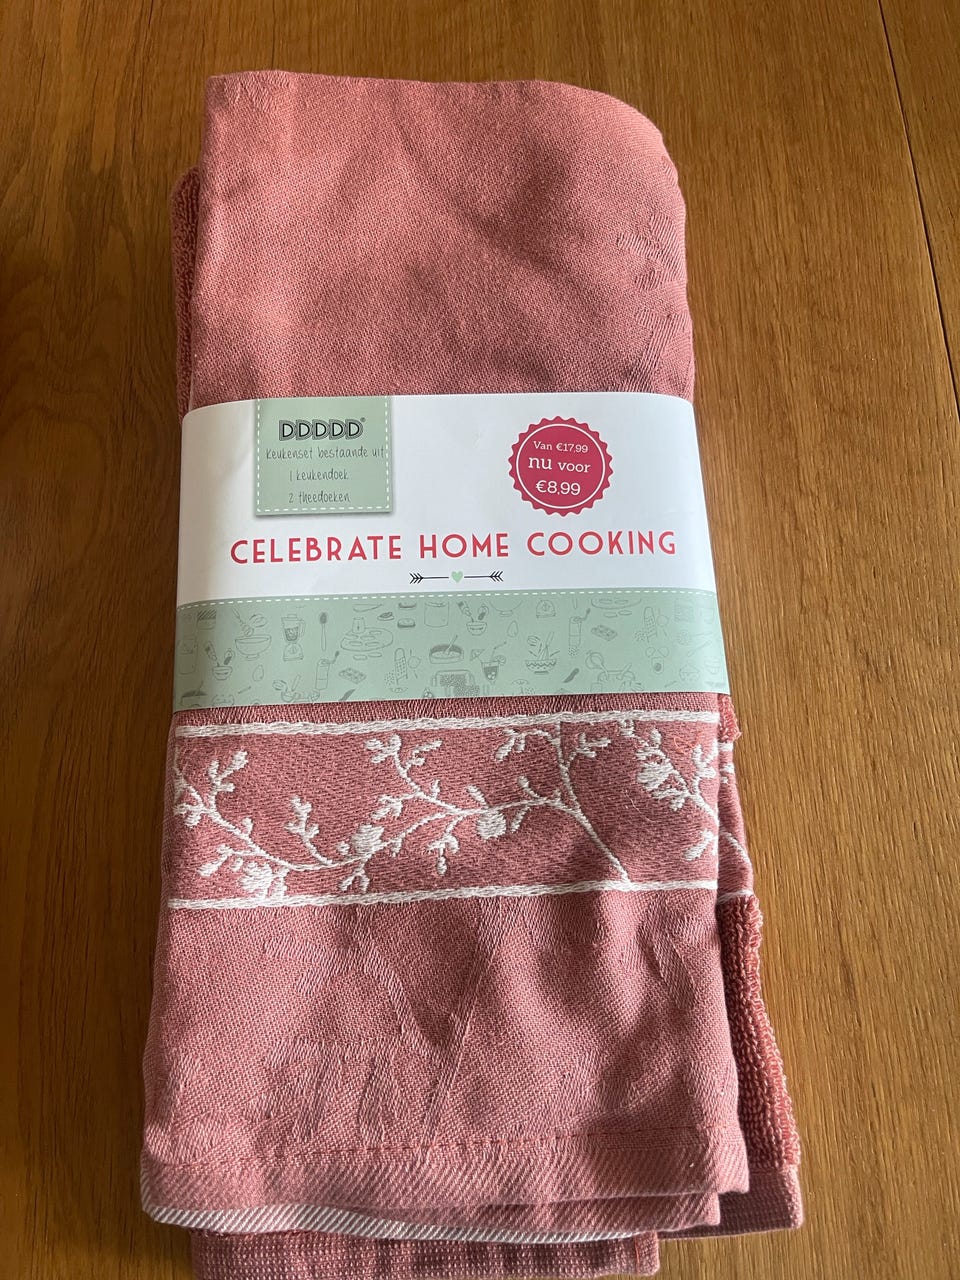 DDDDD®
keukenset bestaande uit
1 keukendoek
2 theedoeken
Van €17,99
nu voor
€8,99
CELEBRATE HOME COOKING